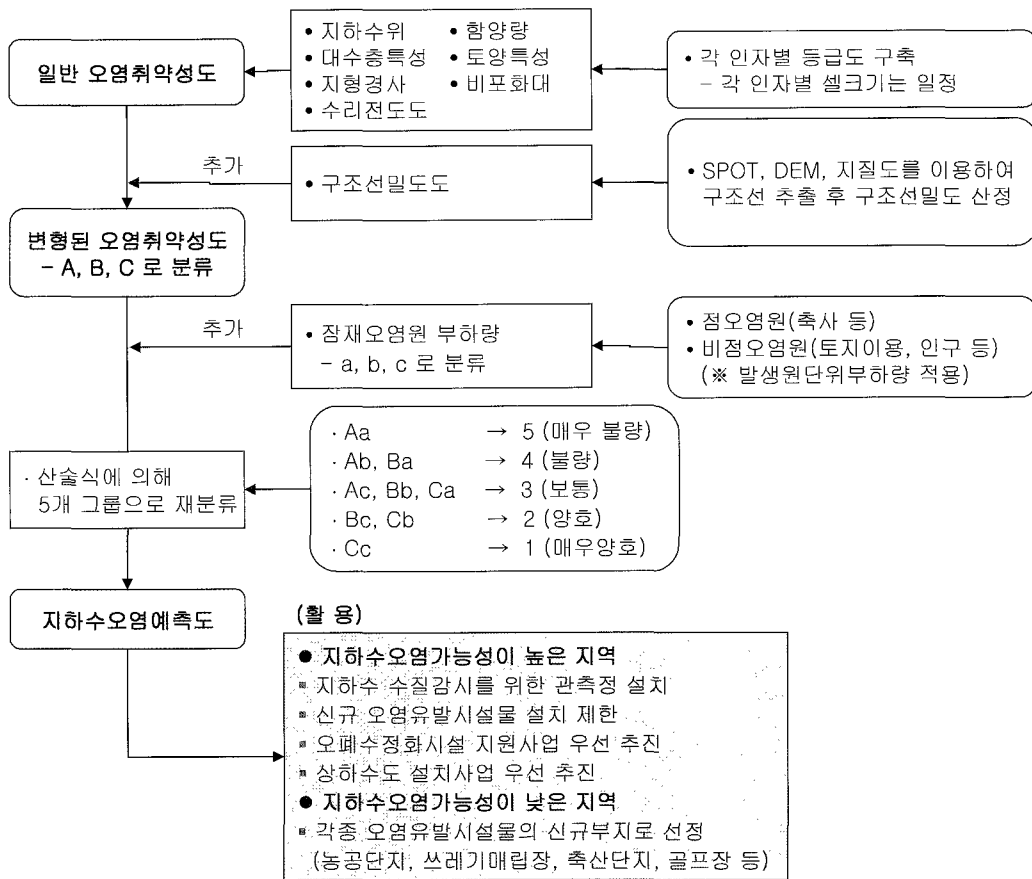 일반 오염취약성도
• 지하수위 • 함양량
• 대수층특성 • 토양특성
• 지형경사 • 비포화대
• 수리전도도
• 각 인자별 등급도 구축
– 각 인자별 셀크기는 일정
추가
• 구조선밀도도
• SPOT, DEM, 지질도를 이용하여
구조선 추출 후 구조선밀도 산정
변형된 오염취약성도
– A, B, C 로 분류
추가
• 잠재오염원 부하량
– a, b, c 로 분류
• 점오염원(축사 등)
• 비점오염원(토지이용, 인구 등)
(※ 발생원단위부하량 적용)
· 산술식에 의해
5개 그룹으로 재분류
· Aa → 5 (매우 불량)
· Ab, Ba → 4 (불량)
· Ac, Bb, Ca → 3 (보통)
· Bc, Cb → 2 (양호)
· Cc → 1 (매우양호)
지하수오염예측도
(활 용)
● 지하수오염가능성이 높은 지역
▪ 지하수 수질감시를 위한 관측정 설치
▪ 신규 오염유발시설물 설치 제한
▪ 오폐수정화시설 지원사업 우선 추진
▪ 상하수도 설치사업 우선 추진
● 지하수오염가능성이 낮은 지역
▪ 각종 오염유발시설물의 신규부지로 선정
(농공단지, 쓰레기매립장, 축산단지, 골프장 등)